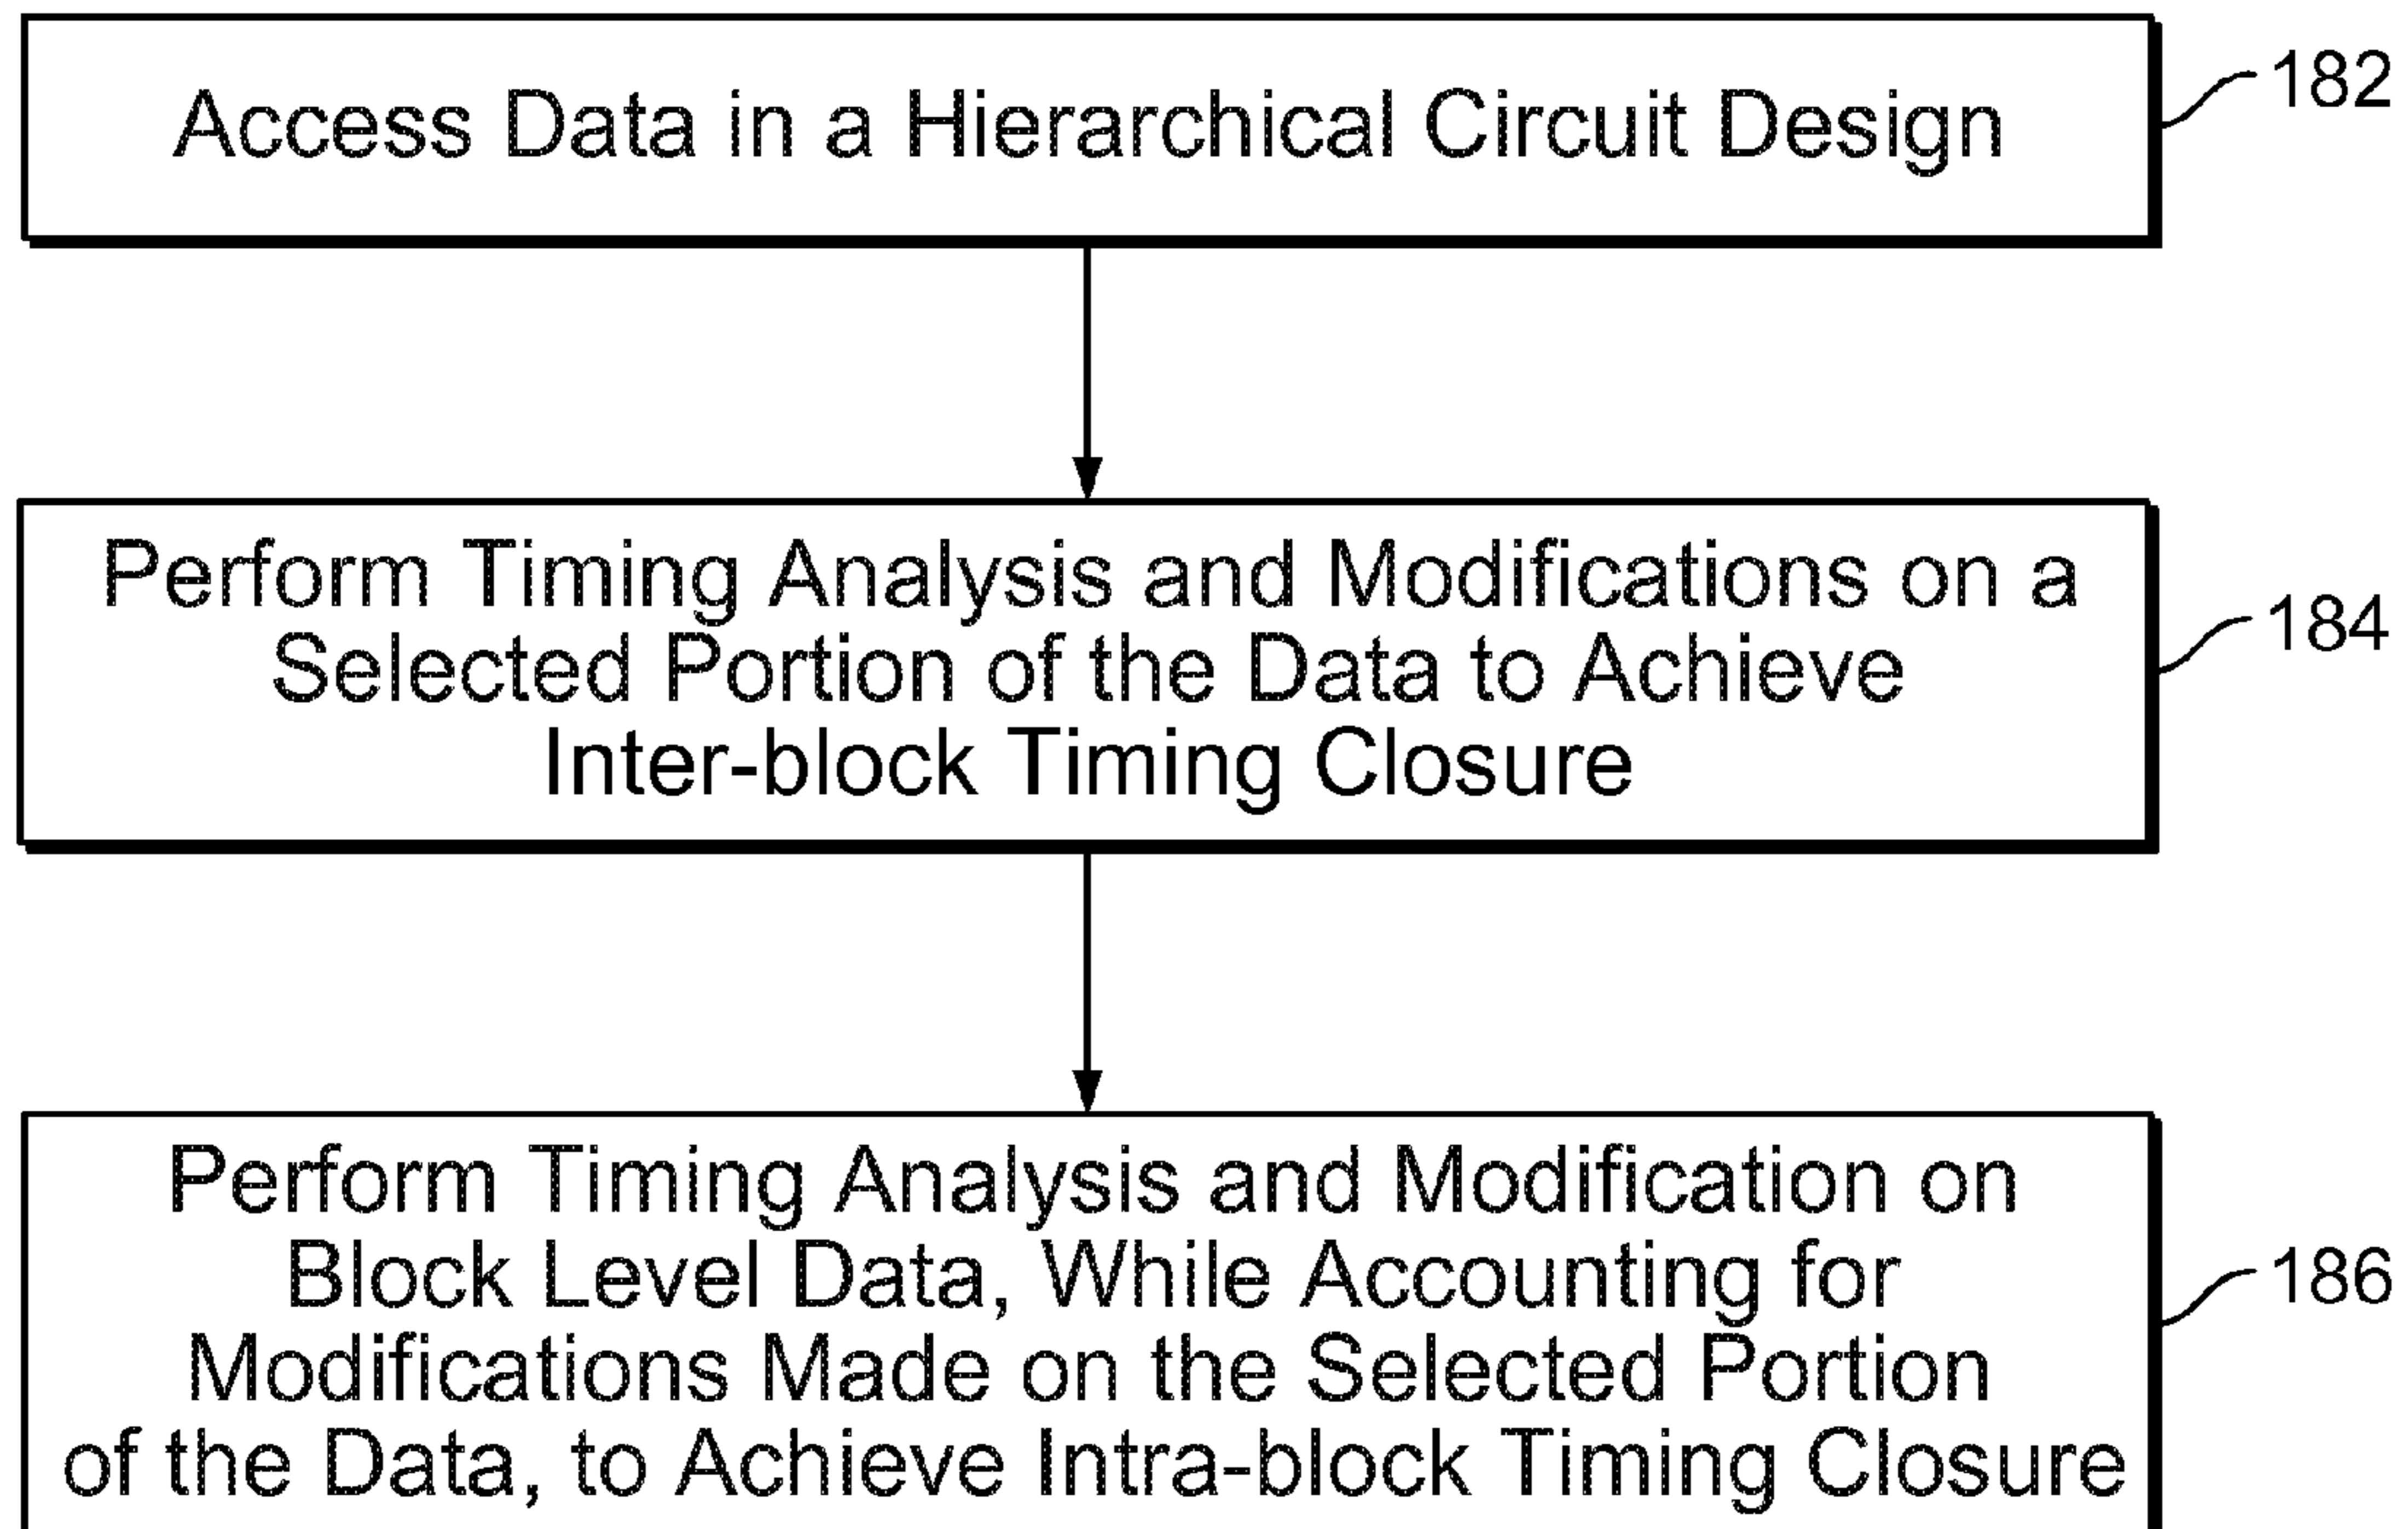 Access Data in a Hierarchical Circuit Design
182
Perform Timing Analysis and Modifications on a
Selected Portion of the Data to Achieve
Inter-block Timing Closure
184
Perform Timing Analysis and Modification on
Block Level Data, While Accounting for
Modifications Made on the Selected Portion
of the Data, to Achieve Intra-block Timing Closure
186